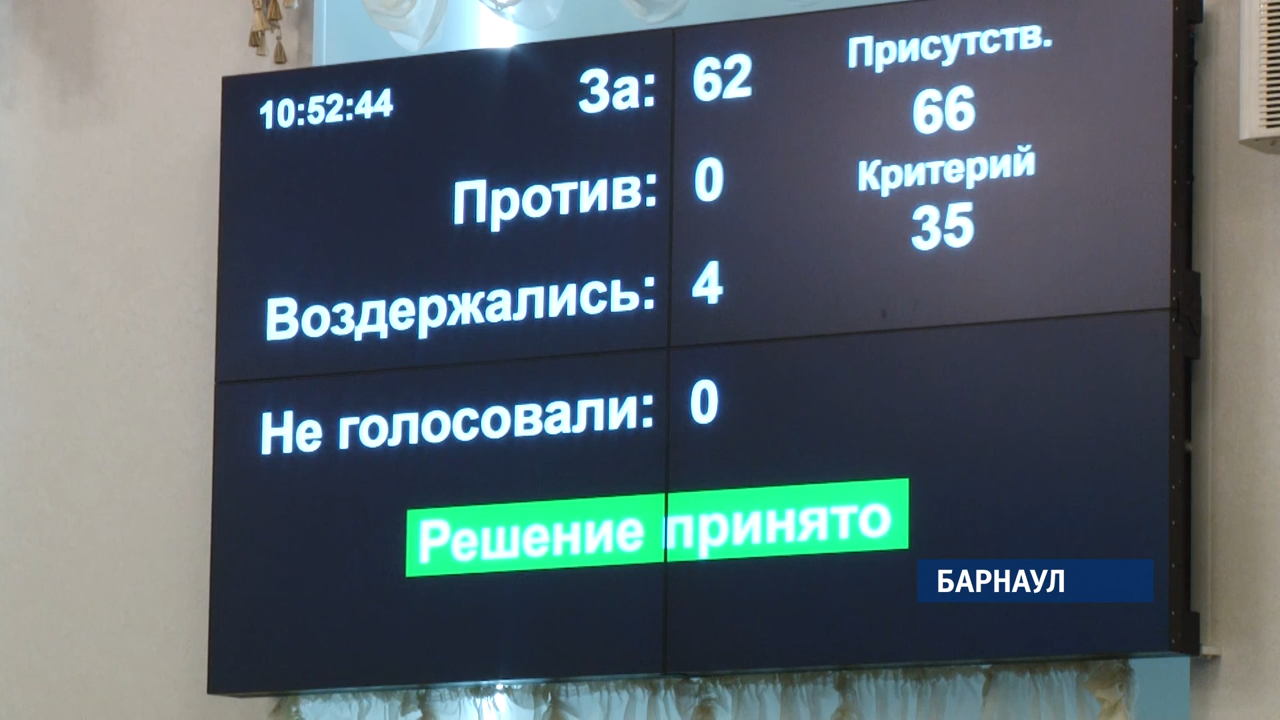 10:52:44
За: 62
Против: 0
Воздержались: 4
Не голосовали: 0
Присутств.
66
Критерий
35
Решение принято
БАРНАУЛ